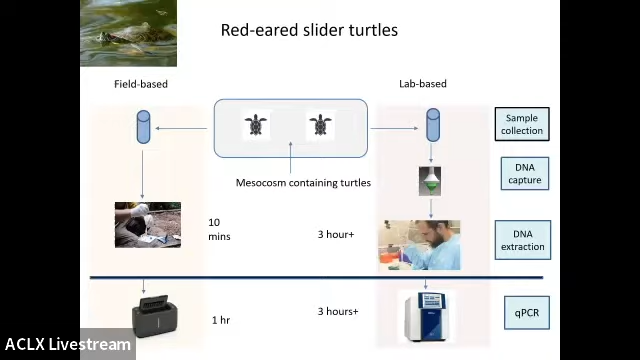 Red-eared slider turtles
Field-based
Lab-based
Sample
collection
Mesocosm containing turtles
DNA
capture
10
mins
3 hour+
DNA
extraction
1 hr
3 hours+
qPCR
ACLX Livestream